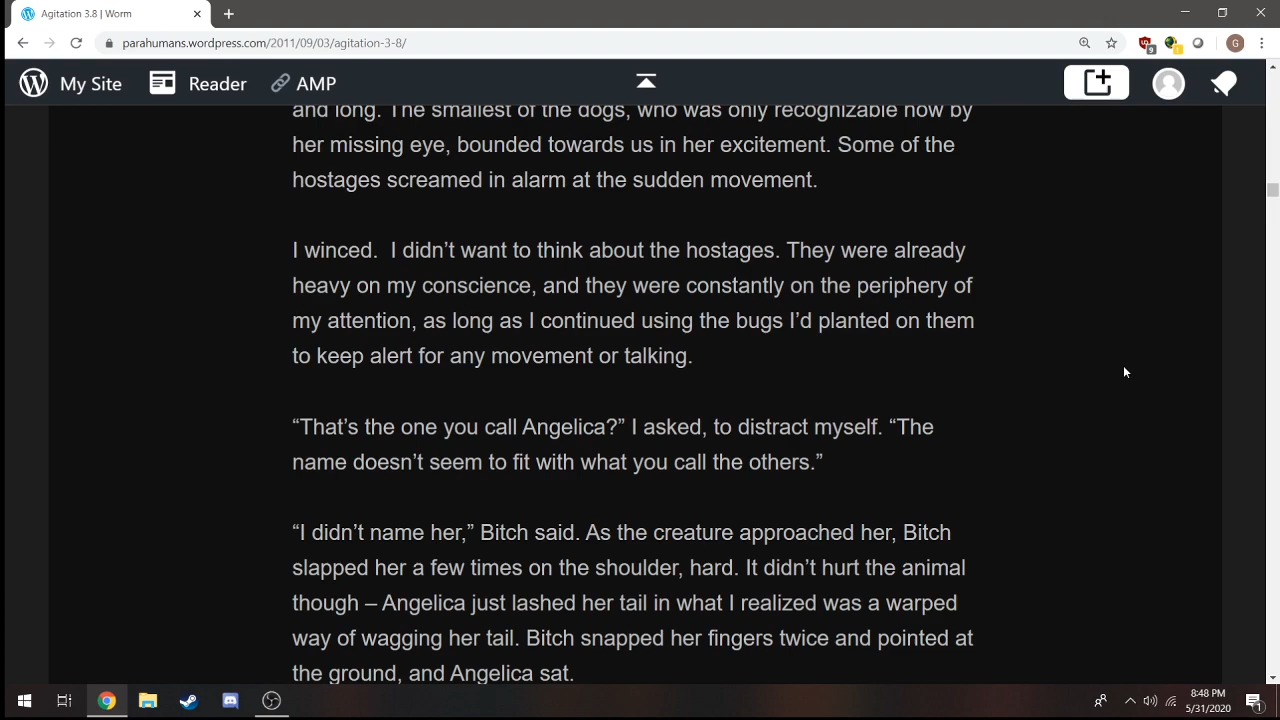 Agitation 3.8 | Worm
parahumans.wordpress.com/2011/09/03/agitation-3-8/
9
1
G
My Site
Reader
AMP
and long. The smallest of the dogs, who was only recognizable now by
her missing eye, bounded towards us in her excitement. Some of the
hostages screamed in alarm at the sudden movement.
I winced.  I didn’t want to think about the hostages. They were already
heavy on my conscience, and they were constantly on the periphery of
my attention, as long as I continued using the bugs I’d planted on them
to keep alert for any movement or talking.
“That’s the one you call Angelica?” I asked, to distract myself. “The
name doesn’t seem to fit with what you call the others.”
“I didn’t name her,” Bitch said. As the creature approached her, Bitch
slapped her a few times on the shoulder, hard. It didn’t hurt the animal
though – Angelica just lashed her tail in what I realized was a warped
way of wagging her tail. Bitch snapped her fingers twice and pointed at
the ground, and Angelica sat.
8:48 PM
5/31/2020
1